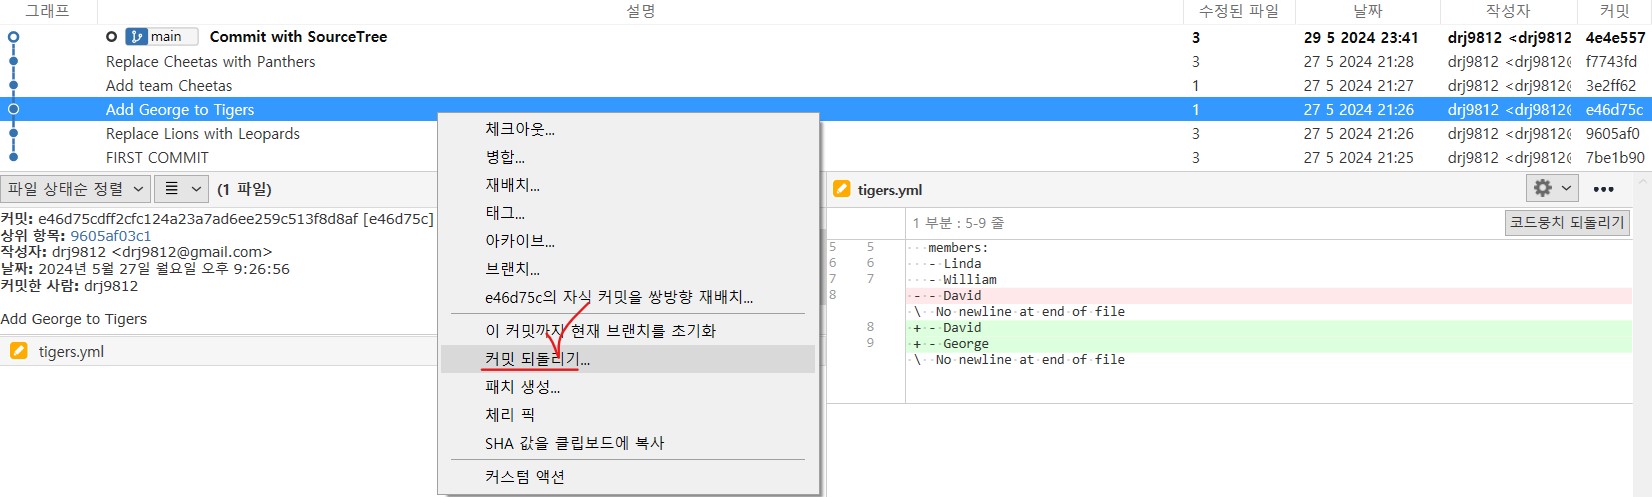 그래프 설명 수정된 파일 날짜 작성자 커밋
main Commit with SourceTree 3 29 5 2024 23:41 drj9812 <drj9812 4e4e557
Replace Cheetas with Panthers 3 27 5 2024 21:28 drj9812 <drj9812@ f7743fd
Add team Cheetas 1 27 5 2024 21:27 drj9812 <drj9812@ 3e2ff62
Add George to Tigers 1 27 5 2024 21:26 drj9812 <drj9812@ e46d75c
Replace Lions with Leopards 3 27 5 2024 21:26 drj9812 <drj9812@ 9605af0
FIRST COMMIT 3 27 5 2024 21:25 drj9812 <drj9812@ 7be1b90
파일 상태순 정렬 (1 파일)
커밋: e46d75cdff2cfc124a23a7ad6ee259c513f8d8af [e46d75c]
상위 항목: 9605af03c1
작성자: drj9812 <drj9812@gmail.com>
날짜: 2024년 5월 27일 월요일 오후 9:26:56
커밋한 사람: drj9812
Add George to Tigers
tigers.yml
체크아웃...
병합...
재배치...
태그...
아카이브...
브랜치...
e46d75c의 자식 커밋을 쌍방향 재배치...
이 커밋까지 현재 브랜치를 초기화
커밋 되돌리기...
패치 생성...
체리 픽
SHA 값을 클립보드에 복사
커스텀 액션
tigers.yml
1 부분 : 5-9 줄 코드뭉치 되돌리기
5 5 members:
6 6 - Linda
7 7 - William
8 - - David
\ No newline at end of file
8 + - David
9 + - George
\ No newline at end of file